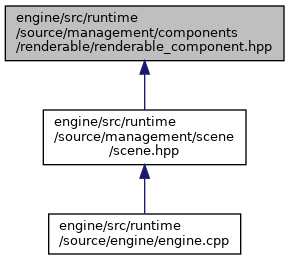 engine/src/runtime
/source/management/components
/renderable/renderable_component.hpp
engine/src/runtime
/source/management/scene
/scene.hpp
engine/src/runtime
/source/engine/engine.cpp